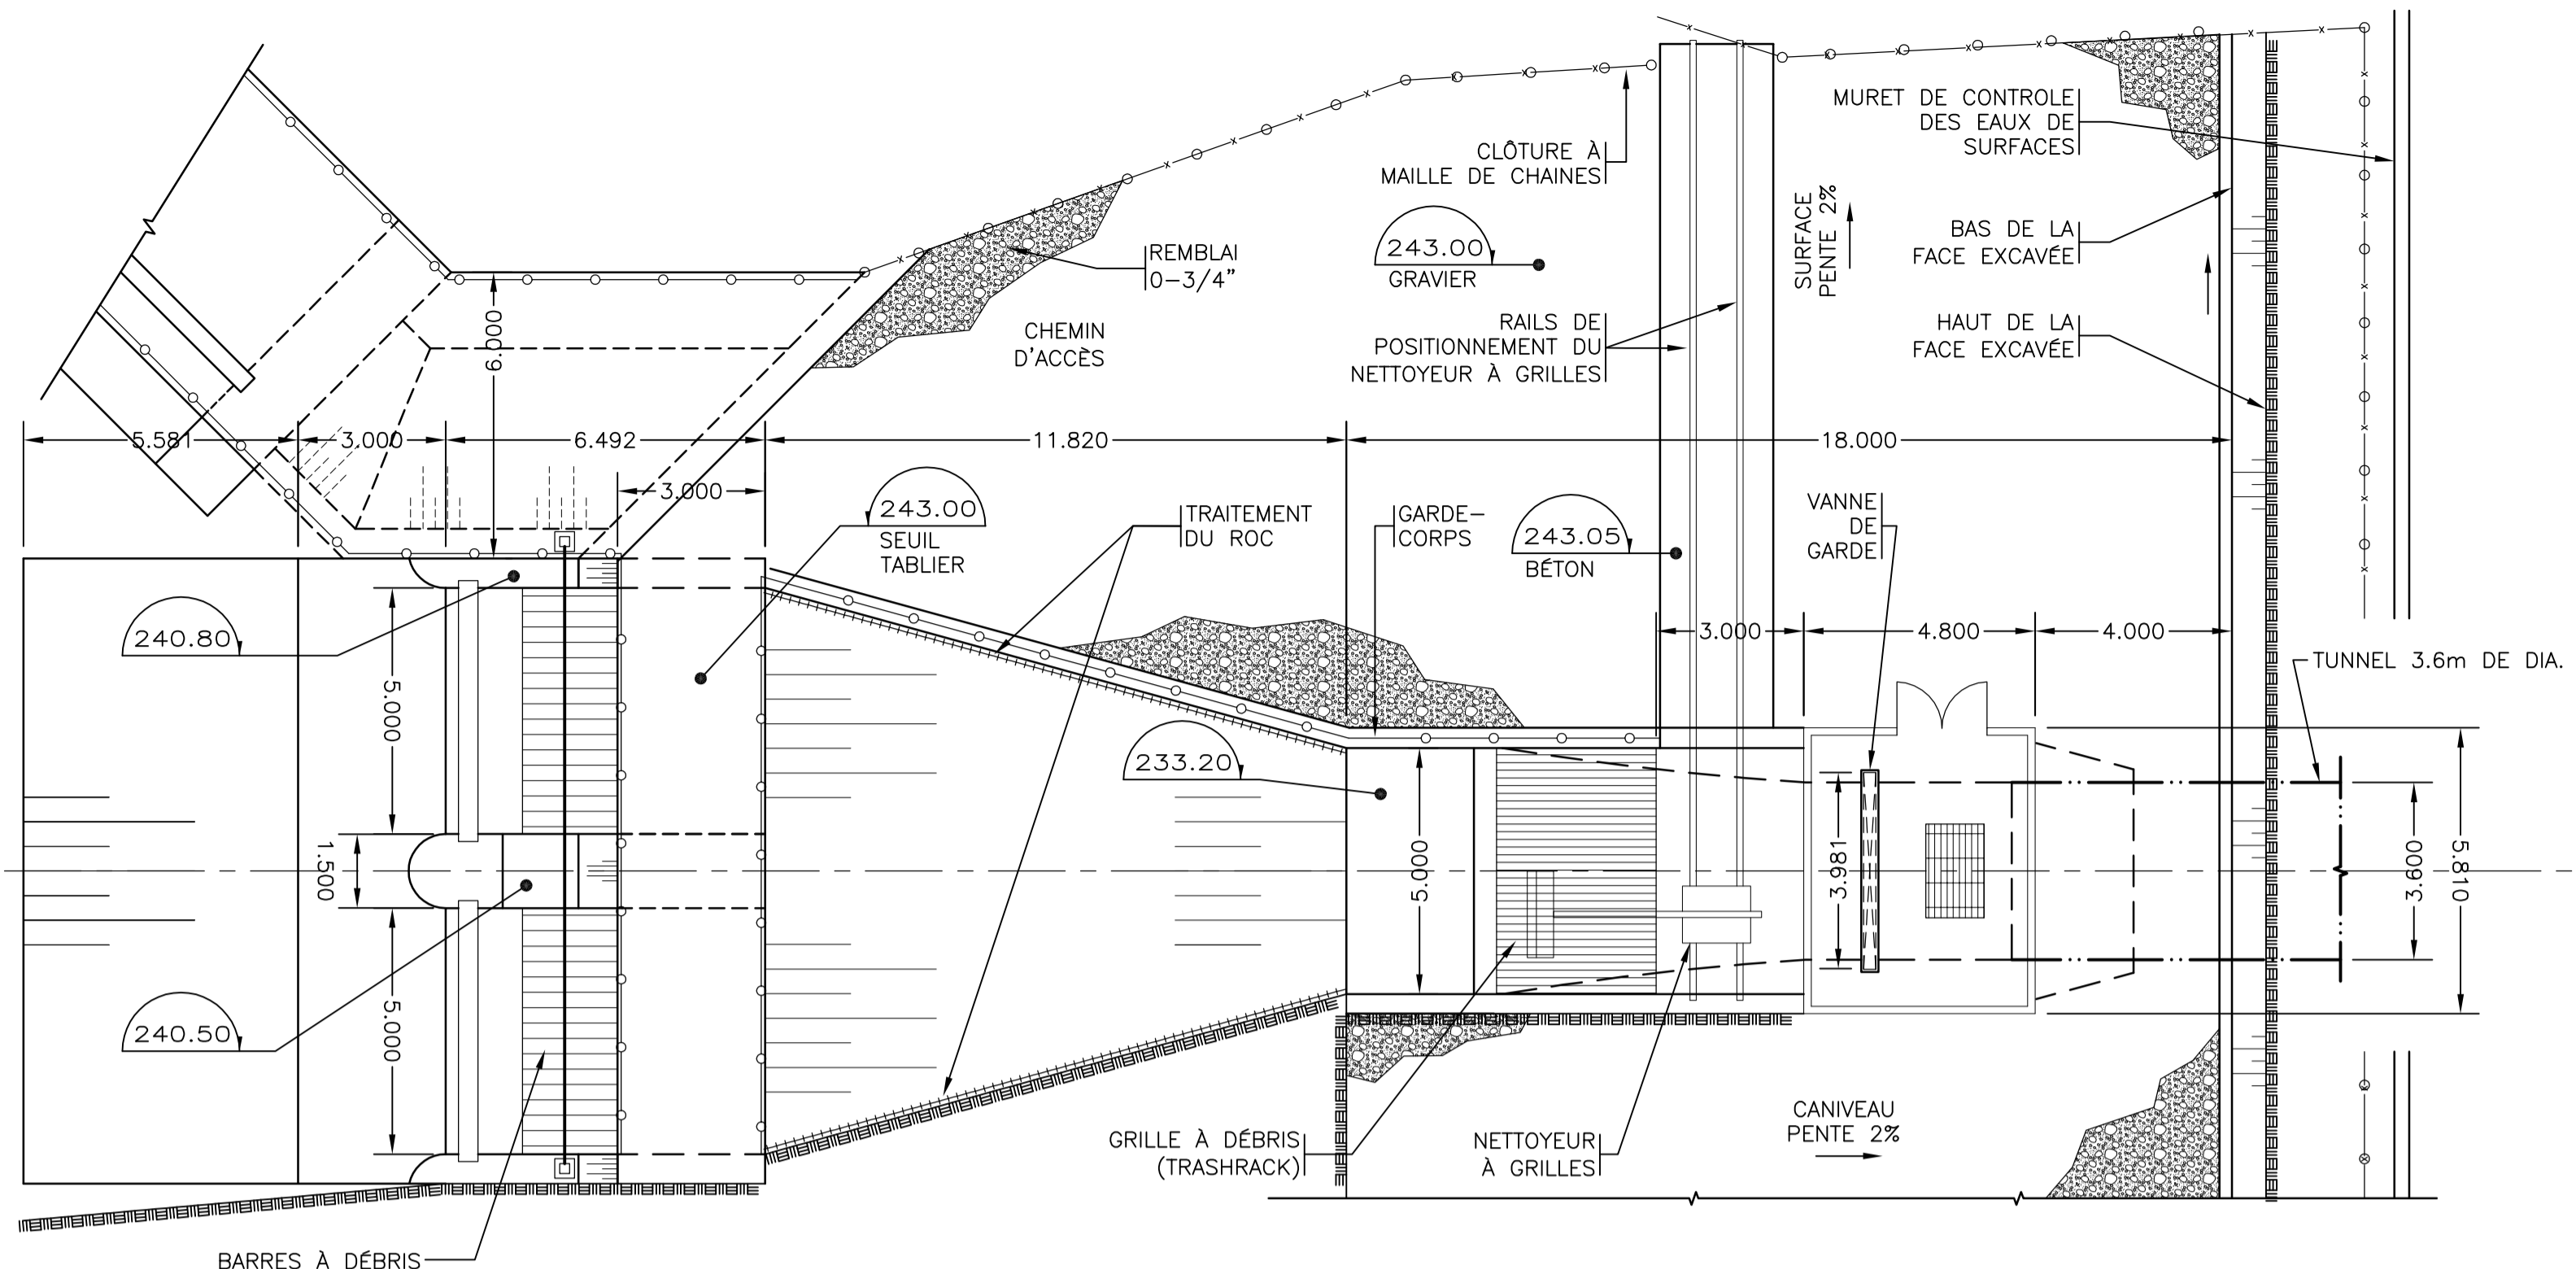 MURET DE CONTROLE
DES EAUX DE
SURFACES
CLÔTURE À
MAILLE DE CHAINES
SURFACE
PENTE 2%
BAS DE LA
FACE EXCAVÉE
243.00
GRAVIER
REMBLAI
0-3/4"
CHEMIN
D'ACCÈS
RAILS DE
POSITIONNEMENT DU
NETTOYEUR À GRILLES
HAUT DE LA
FACE EXCAVÉE
6.000
5.581
3.000
6.492
11.820
18.000
3.000
243.00
SEUIL
TABLIER
TRAITEMENT
DU ROC
GARDE-
CORPS
243.05
BÉTON
VANNE
DE
GARDE
240.80
3.000
4.800
4.000
TUNNEL 3.6m DE DIA.
5.000
233.20
1.500
5.000
3.981
3.600
5.810
240.50
5.000
GRILLE À DÉBRIS
(TRASHRACK)
NETTOYEUR
À GRILLES
CANIVEAU
PENTE 2%
BARRES À DÉBRIS